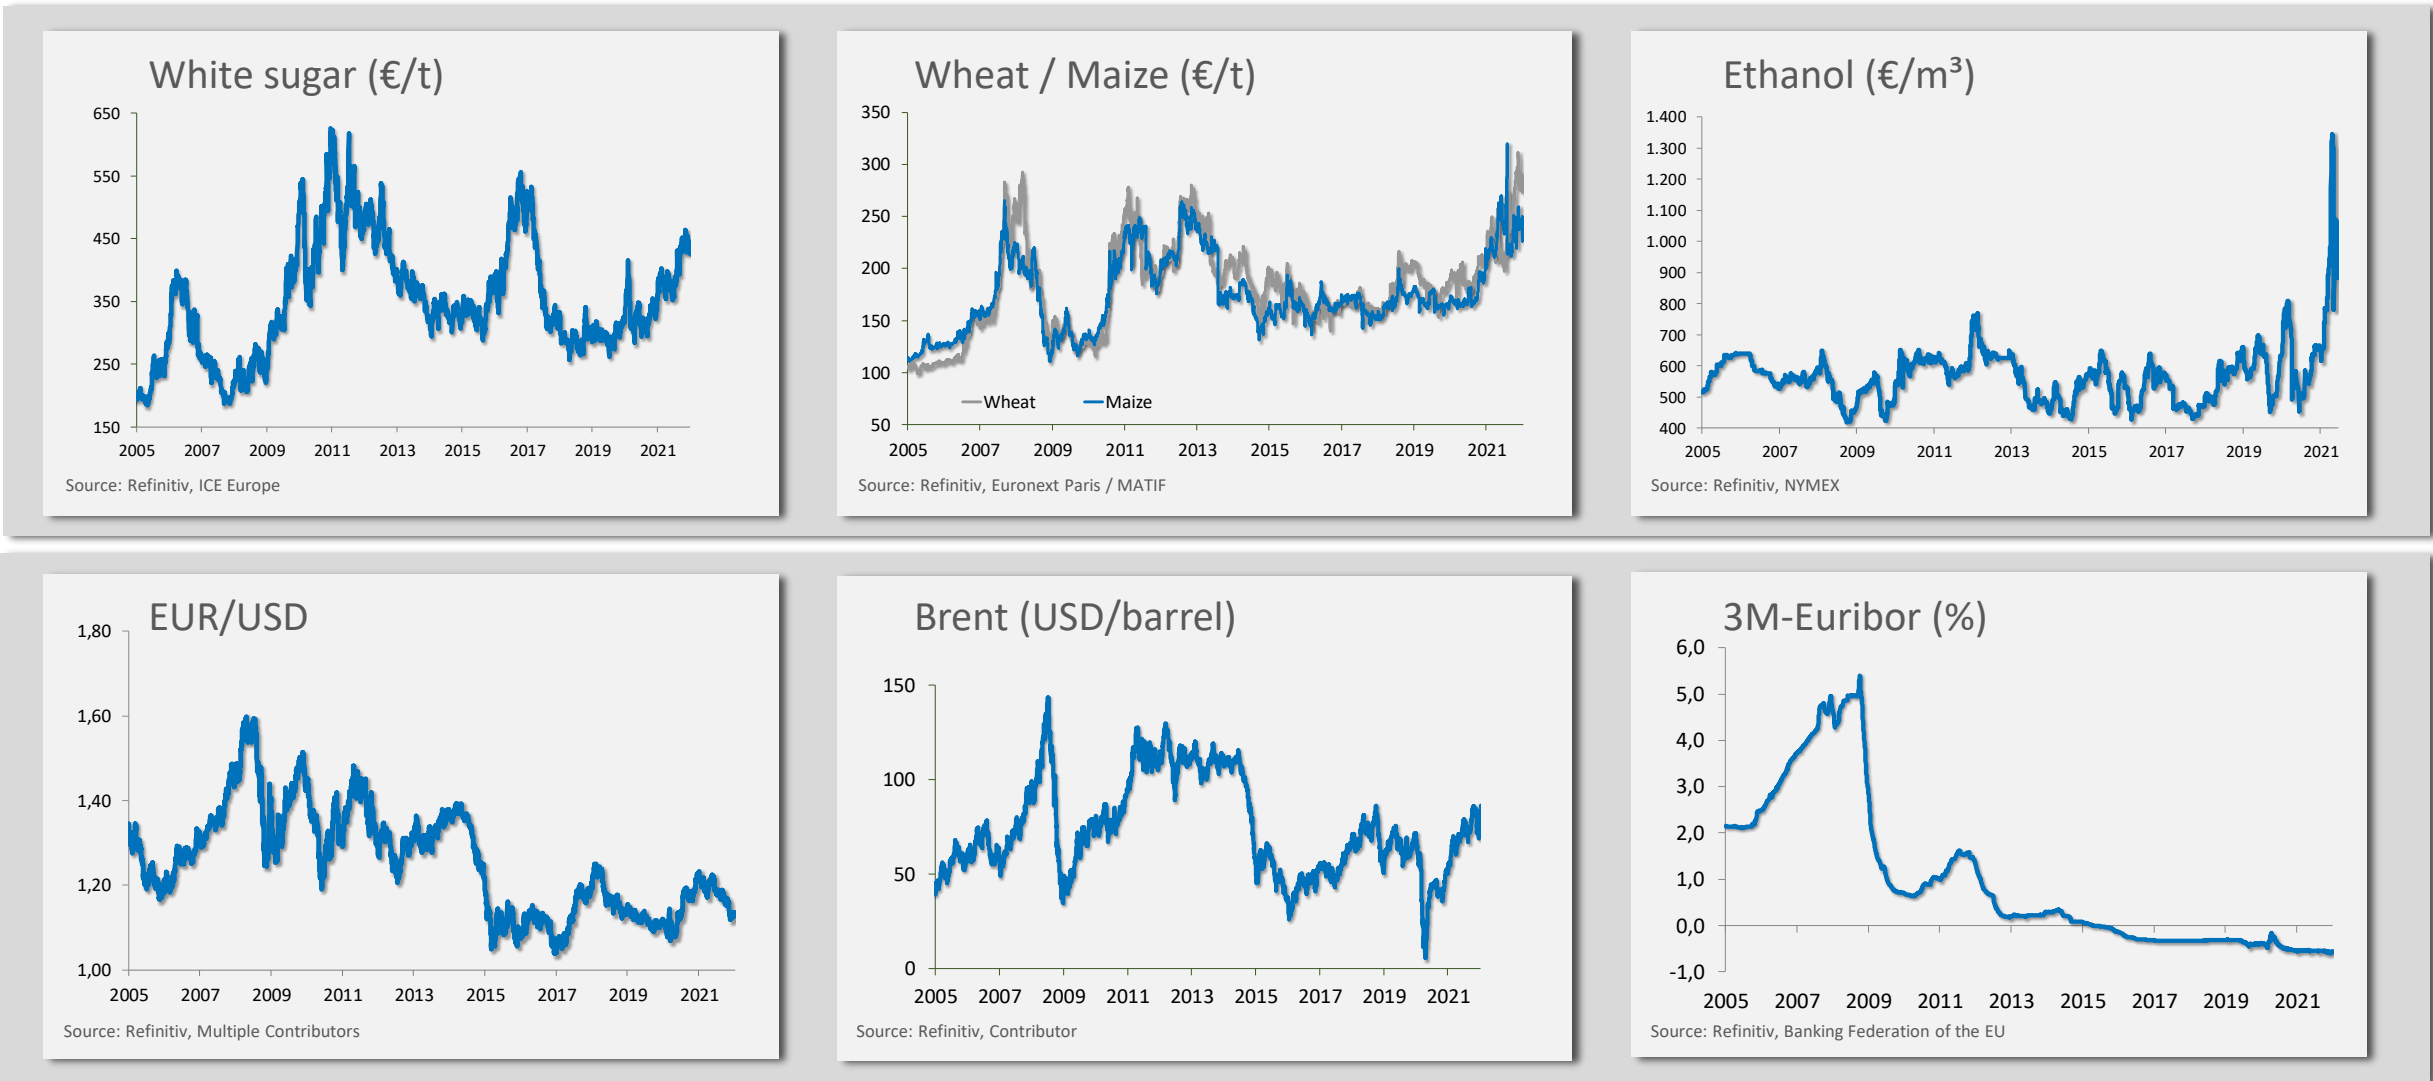 White sugar (€/t)
650
550
450
350
250
150
2005 2007 2009 2011 2013 2015 2017 2019 2021
Source: Refinitiv, ICE Europe
Wheat / Maize (€/t)
350
300
250
200
150
100
50
Wheat Maize
2005 2007 2009 2011 2013 2015 2017 2019 2021
Source: Refinitiv, Euronext Paris / MATIF
Ethanol (€/m³)
1.400
1.300
1.200
1.100
1.000
900
800
700
600
500
400
2005 2007 2009 2011 2013 2015 2017 2019 2021
Source: Refinitiv, NYMEX
EUR/USD
1,80
1,60
1,40
1,20
1,00
2005 2007 2009 2011 2013 2015 2017 2019 2021
Source: Refinitiv, Multiple Contributors
Brent (USD/barrel)
150
100
50
0
2005 2007 2009 2011 2013 2015 2017 2019 2021
Source: Refinitiv, Contributor
3M-Euribor (%)
6,0
5,0
4,0
3,0
2,0
1,0
0,0
-1,0
2005 2007 2009 2011 2013 2015 2017 2019 2021
Source: Refinitiv, Banking Federation of the EU